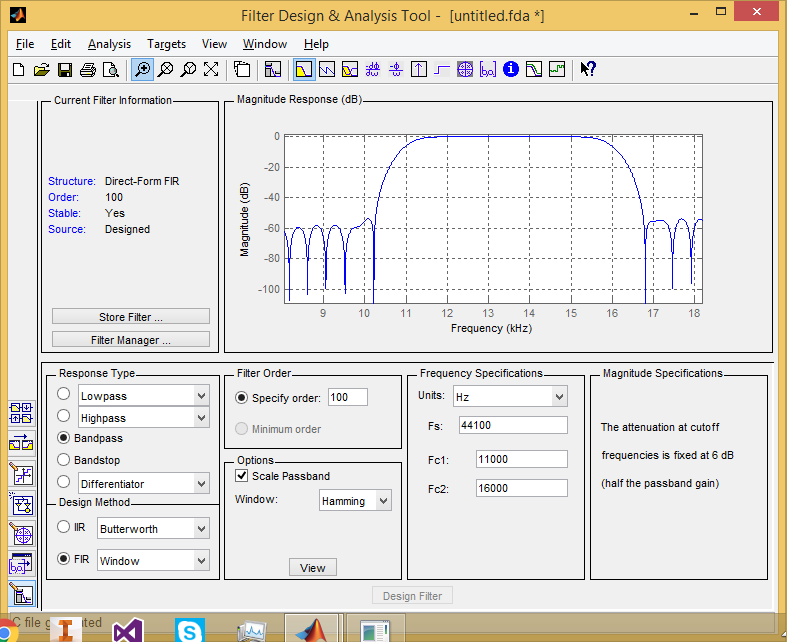 Filter Design & Analysis Tool - [untitled.fda *]
File Edit Analysis Targets View Window Help
Current Filter Information
Structure: Direct-Form FIR
Order: 100
Stable: Yes
Source: Designed
Store Filter ...
Filter Manager ...
Magnitude Response (dB)
Magnitude (dB)
0
-20
-40
-60
-80
-100
9 10 11 12 13 14 15 16 17 18
Frequency (kHz)
Response Type
Lowpass
Highpass
Bandpass
Bandstop
Differentiator
Design Method
IIR Butterworth
FIR Window
Filter Order
Specify order: 100
Minimum order
Options
Scale Passband
Window: Hamming
View
Frequency Specifications
Units: Hz
Fs: 44100
Fc1: 11000
Fc2: 16000
Magnitude Specifications
The attenuation at cutoff
frequencies is fixed at 6 dB
(half the passband gain)
Design Filter